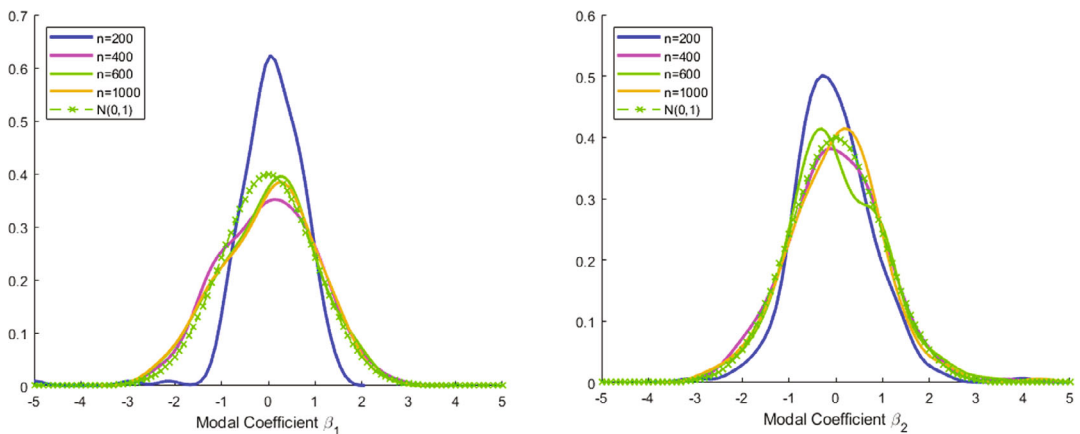 0.7
0.6
0.5
0.4
0.3
0.2
0.1
0
-5 -4 -3 -2 -1 0 1 2 3 4 5
Modal Coefficient β1
n=200
n=400
n=600
n=1000
N(0,1)
0.6
0.5
0.4
0.3
0.2
0.1
0
-5 -4 -3 -2 -1 0 1 2 3 4 5
Modal Coefficient β2
n=200
n=400
n=600
n=1000
N(0,1)